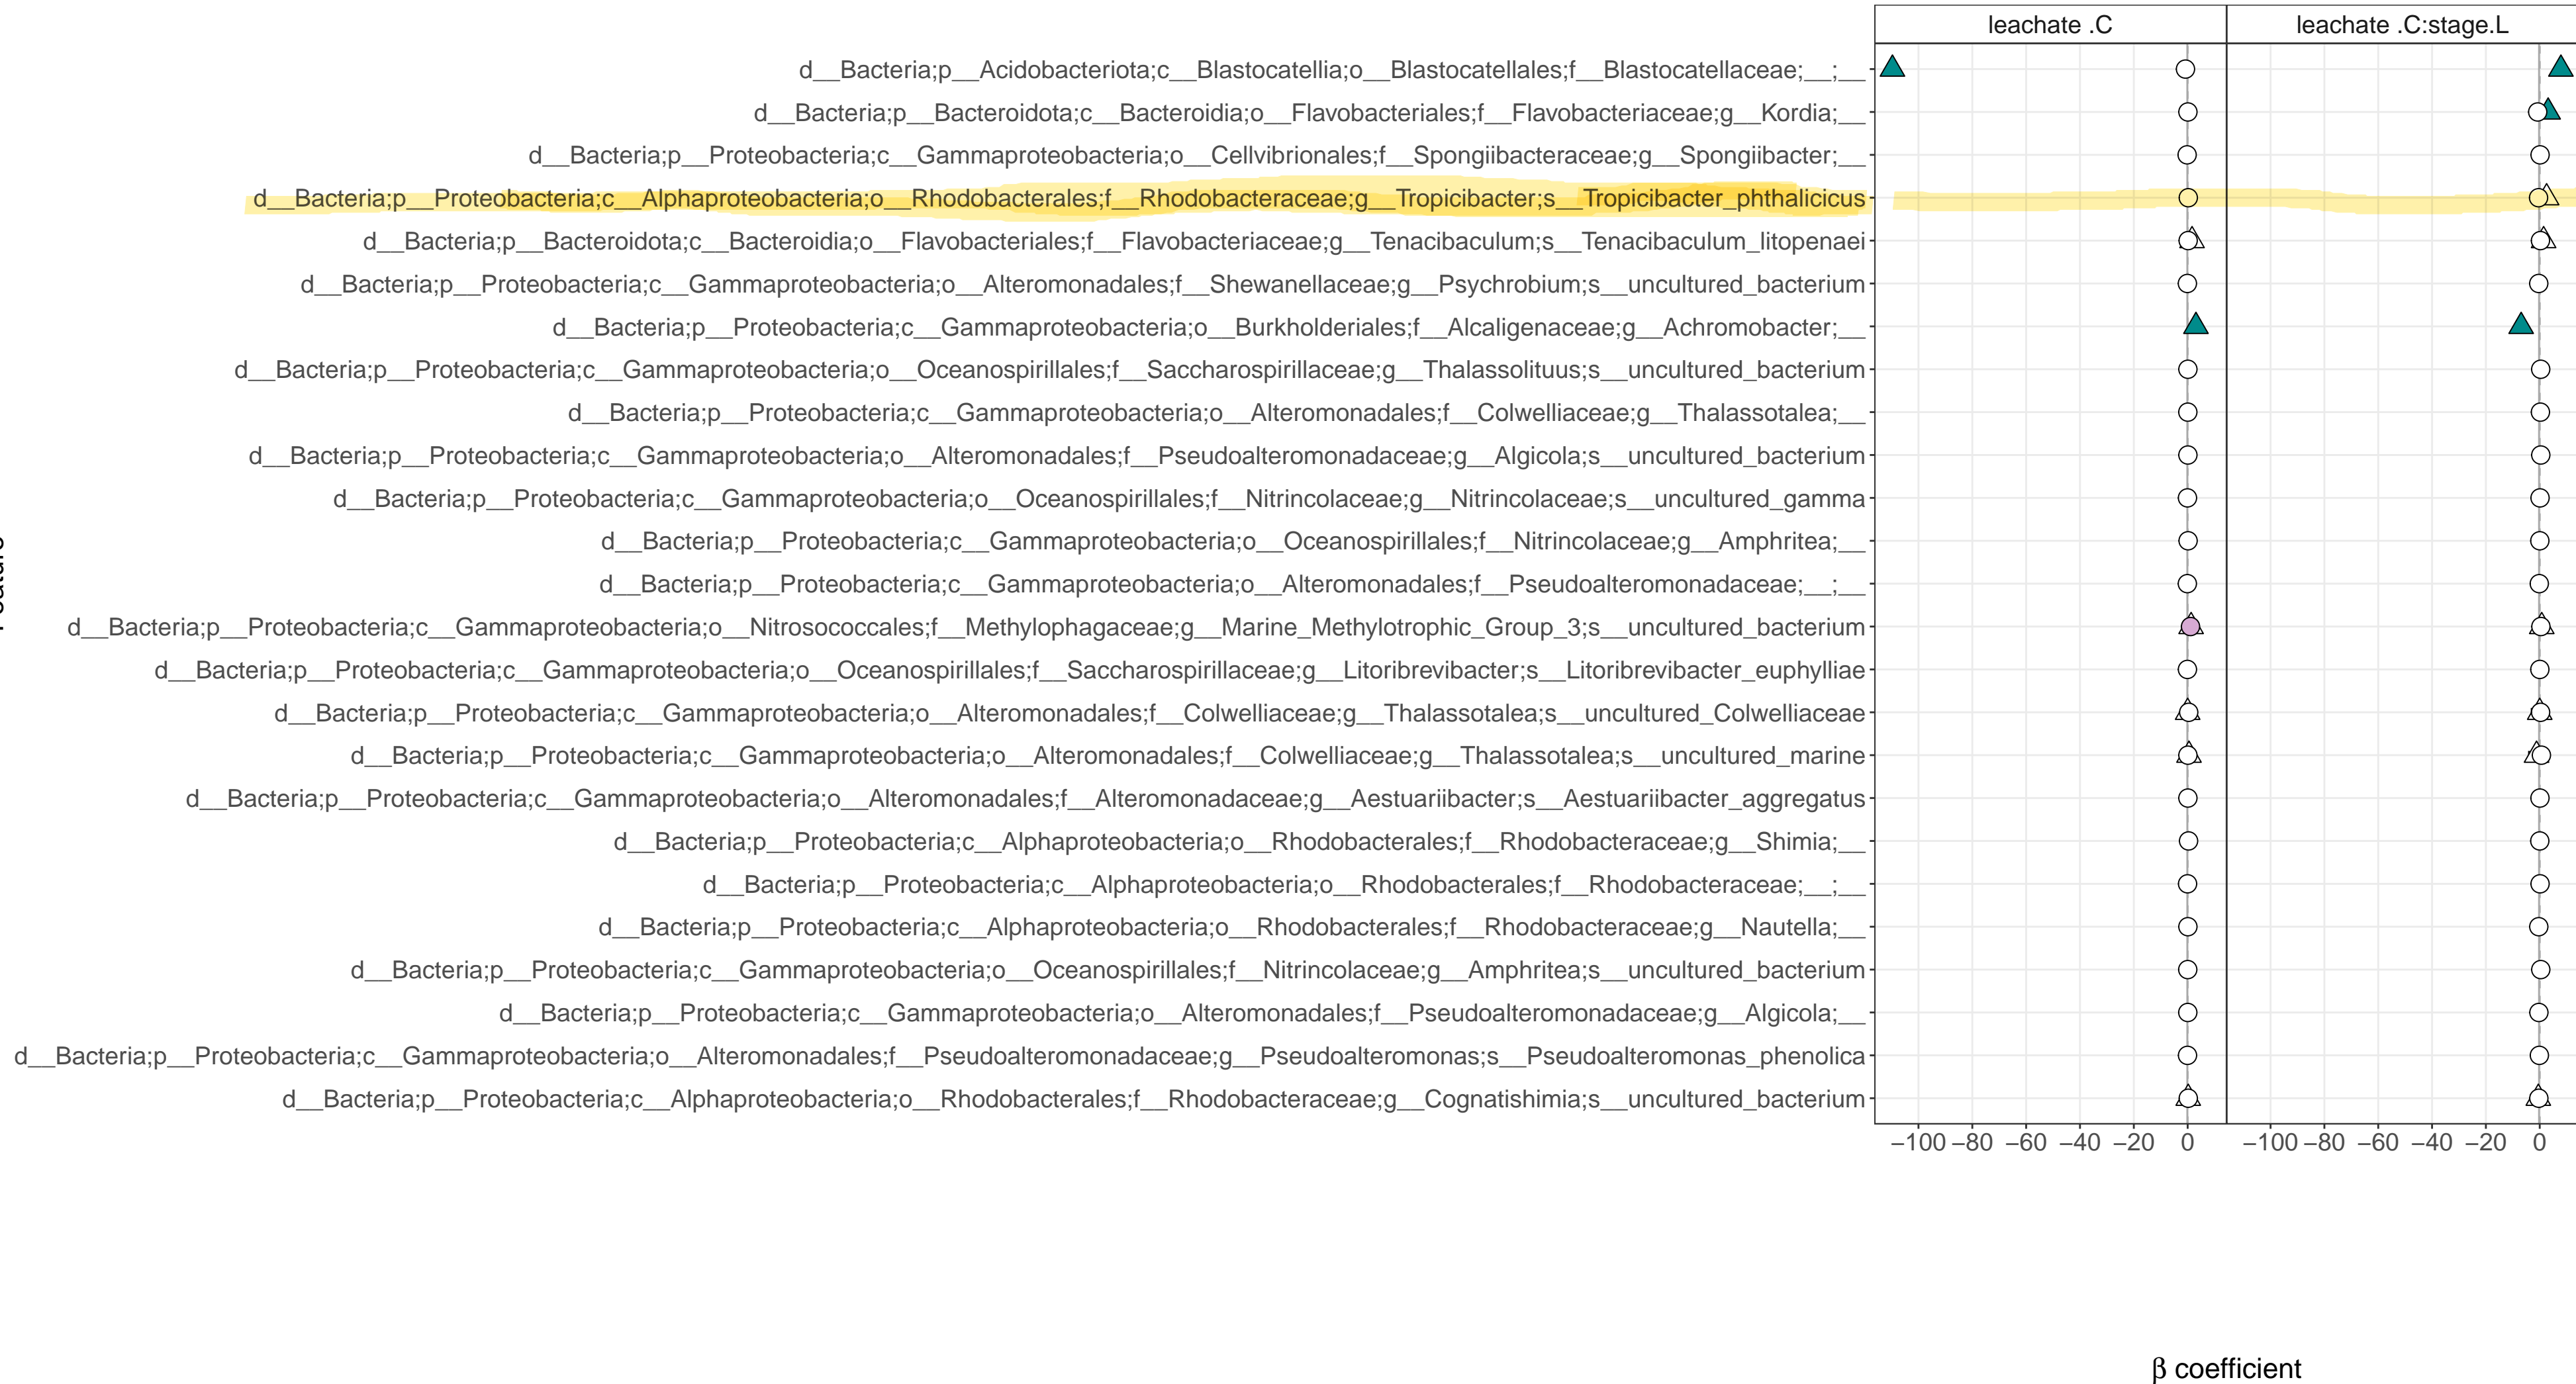 leachate .C
leachate .C:stage.L
d__Bacteria;p__Acidobacteriota;c__Blastocatellia;o__Blastocatellales;f__Blastocatellaceae;__;__
d__Bacteria;p__Bacteroidota;c__Bacteroidia;o__Flavobacteriales;f__Flavobacteriaceae;g__Kordia;__
d__Bacteria;p__Proteobacteria;c__Gammaproteobacteria;o__Cellvibrionales;f__Spongiibacteraceae;g__Spongiibacter;__
d__Bacteria;p__Proteobacteria;c__Alphaproteobacteria;o__Rhodobacterales;f__Rhodobacteraceae;g__Tropicibacter;s__Tropicibacter_phthalicicus
d__Bacteria;p__Bacteroidota;c__Bacteroidia;o__Flavobacteriales;f__Flavobacteriaceae;g__Tenacibaculum;s__Tenacibaculum_litopenaei
d__Bacteria;p__Proteobacteria;c__Gammaproteobacteria;o__Alteromonadales;f__Shewanellaceae;g__Psychrobium;s__uncultured_bacterium
d__Bacteria;p__Proteobacteria;c__Gammaproteobacteria;o__Burkholderiales;f__Alcaligenaceae;g__Achromobacter;__
d__Bacteria;p__Proteobacteria;c__Gammaproteobacteria;o__Oceanospirillales;f__Saccharospirillaceae;g__Thalassolituus;s__uncultured_bacterium
d__Bacteria;p__Proteobacteria;c__Gammaproteobacteria;o__Alteromonadales;f__Colwelliaceae;g__Thalassotalea;__
d__Bacteria;p__Proteobacteria;c__Gammaproteobacteria;o__Alteromonadales;f__Pseudoalteromonadaceae;g__Algicola;s__uncultured_bacterium
d__Bacteria;p__Proteobacteria;c__Gammaproteobacteria;o__Oceanospirillales;f__Nitrincolaceae;g__Nitrincolaceae;s__uncultured_gamma
d__Bacteria;p__Proteobacteria;c__Gammaproteobacteria;o__Oceanospirillales;f__Nitrincolaceae;g__Amphritea;__
d__Bacteria;p__Proteobacteria;c__Gammaproteobacteria;o__Alteromonadales;f__Pseudoalteromonadaceae;__;__
d__Bacteria;p__Proteobacteria;c__Gammaproteobacteria;o__Nitrosococcales;f__Methylophagaceae;g__Marine_Methylotrophic_Group_3;s__uncultured_bacterium
d__Bacteria;p__Proteobacteria;c__Gammaproteobacteria;o__Oceanospirillales;f__Saccharospirillaceae;g__Litoribrevibacter;s__Litoribrevibacter_euphylliae
d__Bacteria;p__Proteobacteria;c__Gammaproteobacteria;o__Alteromonadales;f__Colwelliaceae;g__Thalassotalea;s__uncultured_Colwelliaceae
d__Bacteria;p__Proteobacteria;c__Gammaproteobacteria;o__Alteromonadales;f__Colwelliaceae;g__Thalassotalea;s__uncultured_marine
d__Bacteria;p__Proteobacteria;c__Gammaproteobacteria;o__Alteromonadales;f__Alteromonadaceae;g__Aestuariibacter;s__Aestuariibacter_aggregatus
d__Bacteria;p__Proteobacteria;c__Alphaproteobacteria;o__Rhodobacterales;f__Rhodobacteraceae;g__Shimia;__
d__Bacteria;p__Proteobacteria;c__Alphaproteobacteria;o__Rhodobacterales;f__Rhodobacteraceae;__;__
d__Bacteria;p__Proteobacteria;c__Alphaproteobacteria;o__Rhodobacterales;f__Rhodobacteraceae;g__Nautella;__
d__Bacteria;p__Proteobacteria;c__Gammaproteobacteria;o__Oceanospirillales;f__Nitrincolaceae;g__Amphritea;s__uncultured_bacterium
d__Bacteria;p__Proteobacteria;c__Gammaproteobacteria;o__Alteromonadales;f__Pseudoalteromonadaceae;g__Algicola;__
d__Bacteria;p__Proteobacteria;c__Gammaproteobacteria;o__Alteromonadales;f__Pseudoalteromonadaceae;g__Pseudoalteromonas;s__Pseudoalteromonas_phenolica
d__Bacteria;p__Proteobacteria;c__Alphaproteobacteria;o__Rhodobacterales;f__Rhodobacteraceae;g__Cognatishimia;s__uncultured_bacterium
−100 −80 −60 −40 −20 0
−100 −80 −60 −40 −20 0
β coefficient